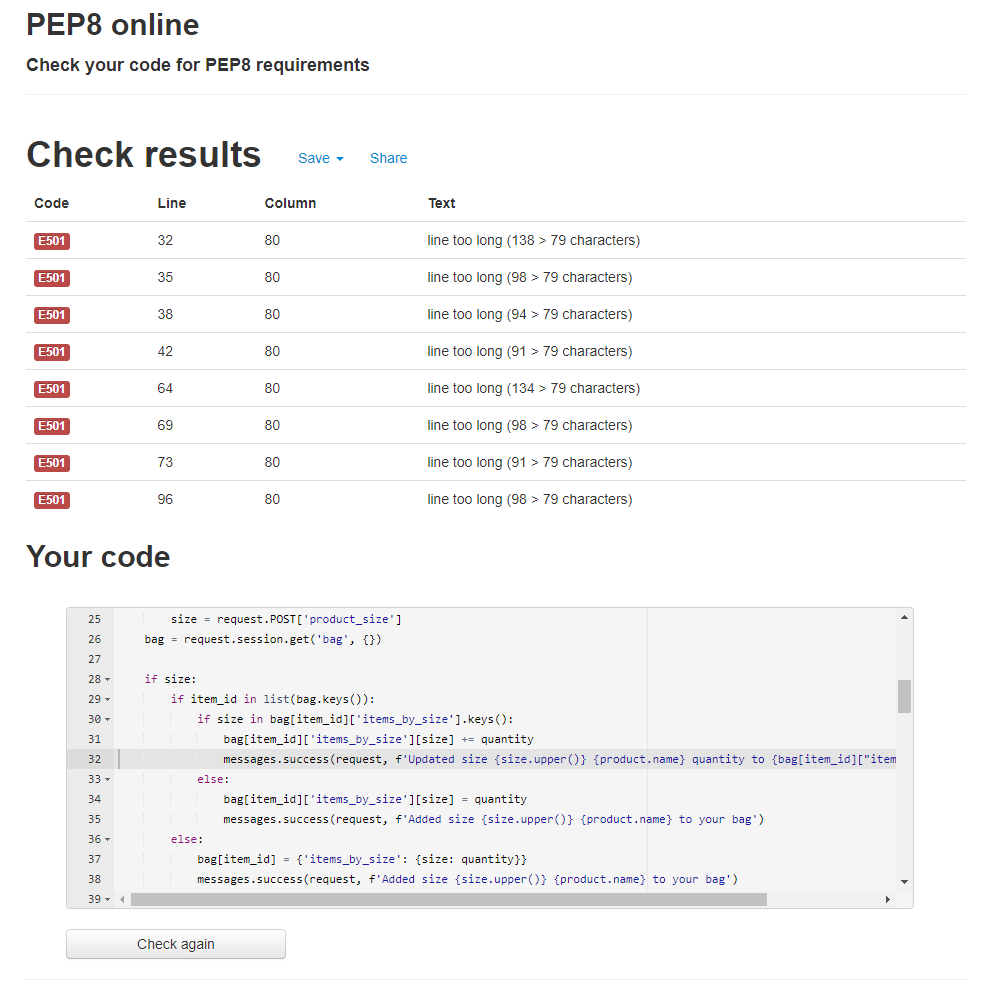 PEP8 online
Check your code for PEP8 requirements
Check results Save Share
Code Line Column Text
E501 32 80 line too long (138 > 79 characters)
E501 35 80 line too long (98 > 79 characters)
E501 38 80 line too long (94 > 79 characters)
E501 42 80 line too long (91 > 79 characters)
E501 64 80 line too long (134 > 79 characters)
E501 69 80 line too long (98 > 79 characters)
E501 73 80 line too long (91 > 79 characters)
E501 96 80 line too long (98 > 79 characters)
Your code
25 size = request.POST['product_size']
26 bag = request.session.get('bag', {})
27
28 if size:
29 if item_id in list(bag.keys()):
30 if size in bag[item_id]['items_by_size'].keys():
31 bag[item_id]['items_by_size'][size] += quantity
32 messages.success(request, f'Updated size {size.upper()} {product.name} quantity to {bag[item_id]["item
33 else:
34 bag[item_id]['items_by_size'][size] = quantity
35 messages.success(request, f'Added size {size.upper()} {product.name} to your bag')
36 else:
37 bag[item_id] = {'items_by_size': {size: quantity}}
38 messages.success(request, f'Added size {size.upper()} {product.name} to your bag')
39
Check again